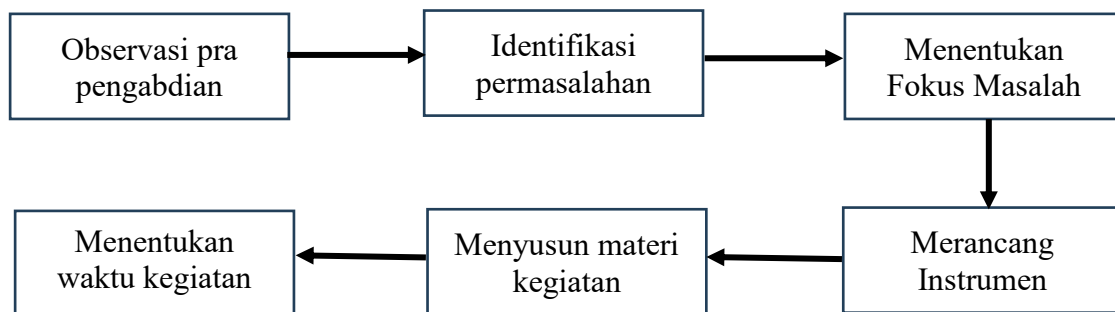 Observasi pra
pengabdian
Identifikasi
permasalahan
Menentukan
Fokus Masalah
Merancang
Instrumen
Menyusun materi
kegiatan
Menentukan
waktu kegiatan